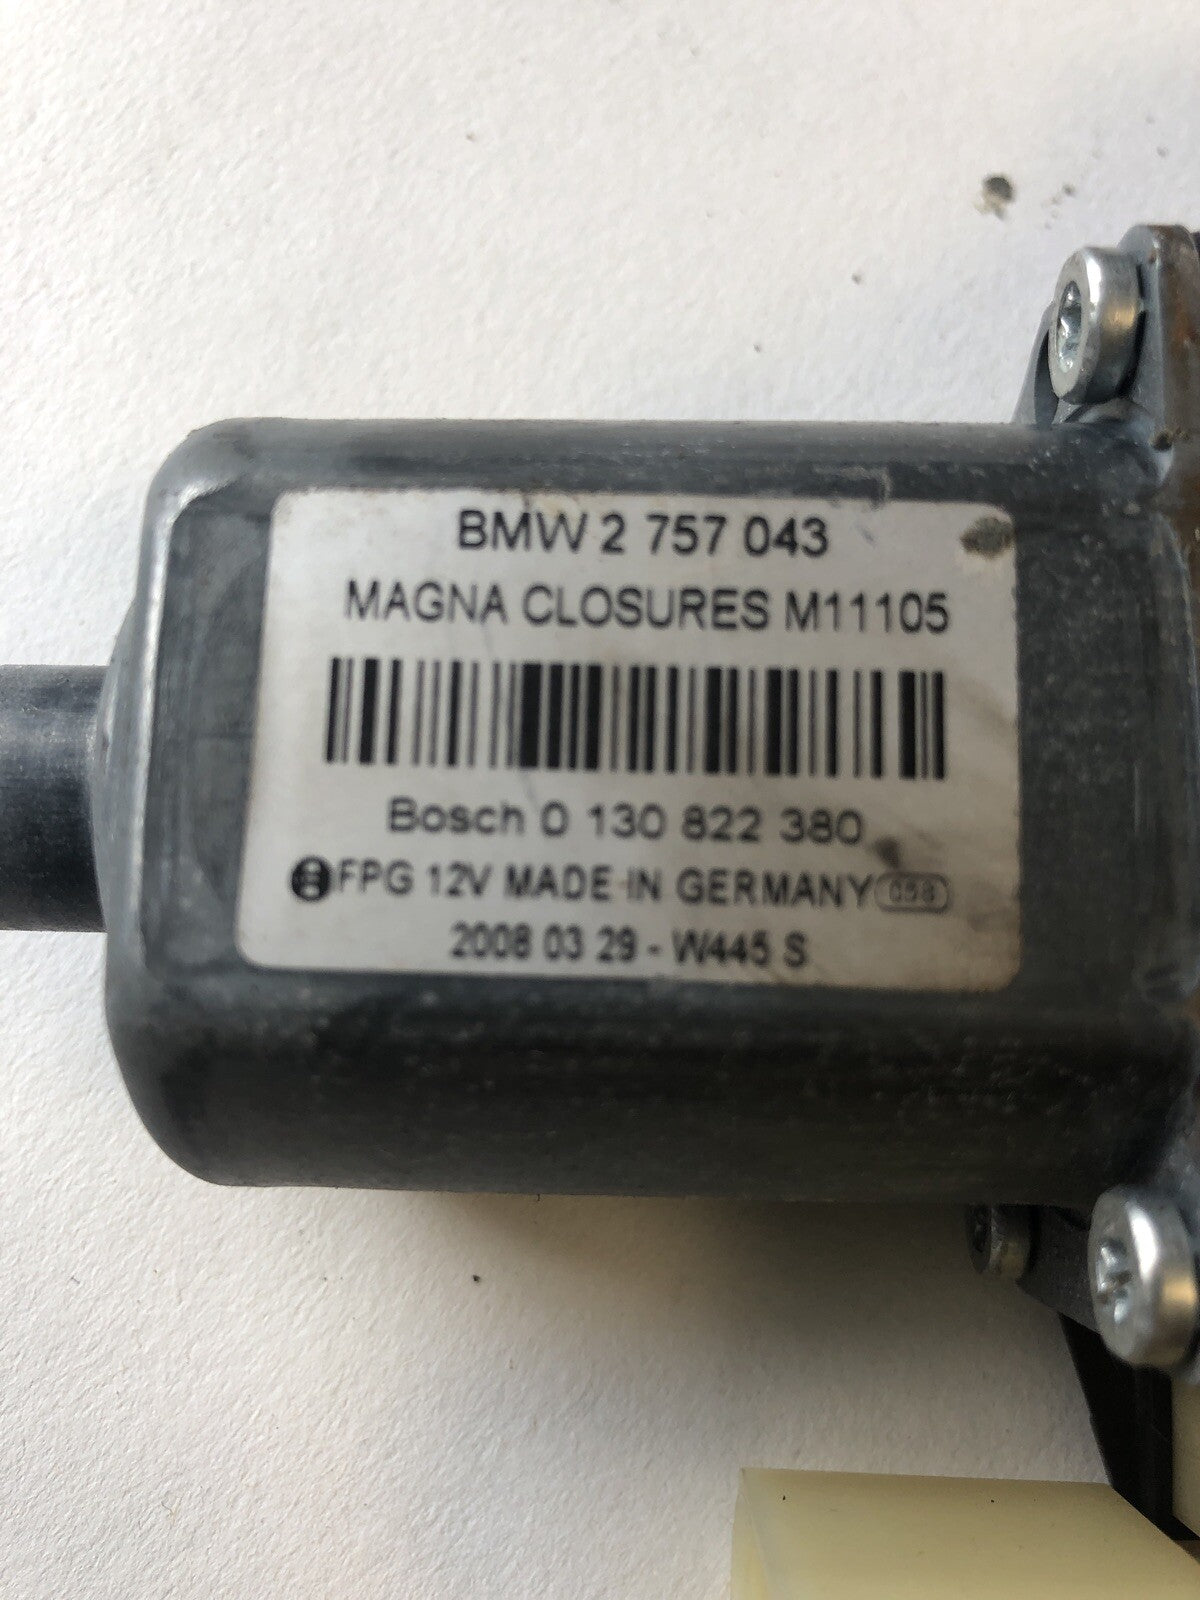 BMW 2 757 043
MAGNA CLOSURES M11105
Bosch 0 130 822 380
FPG 12V MADE IN GERMANY 058
2008 03 29 - W445 S